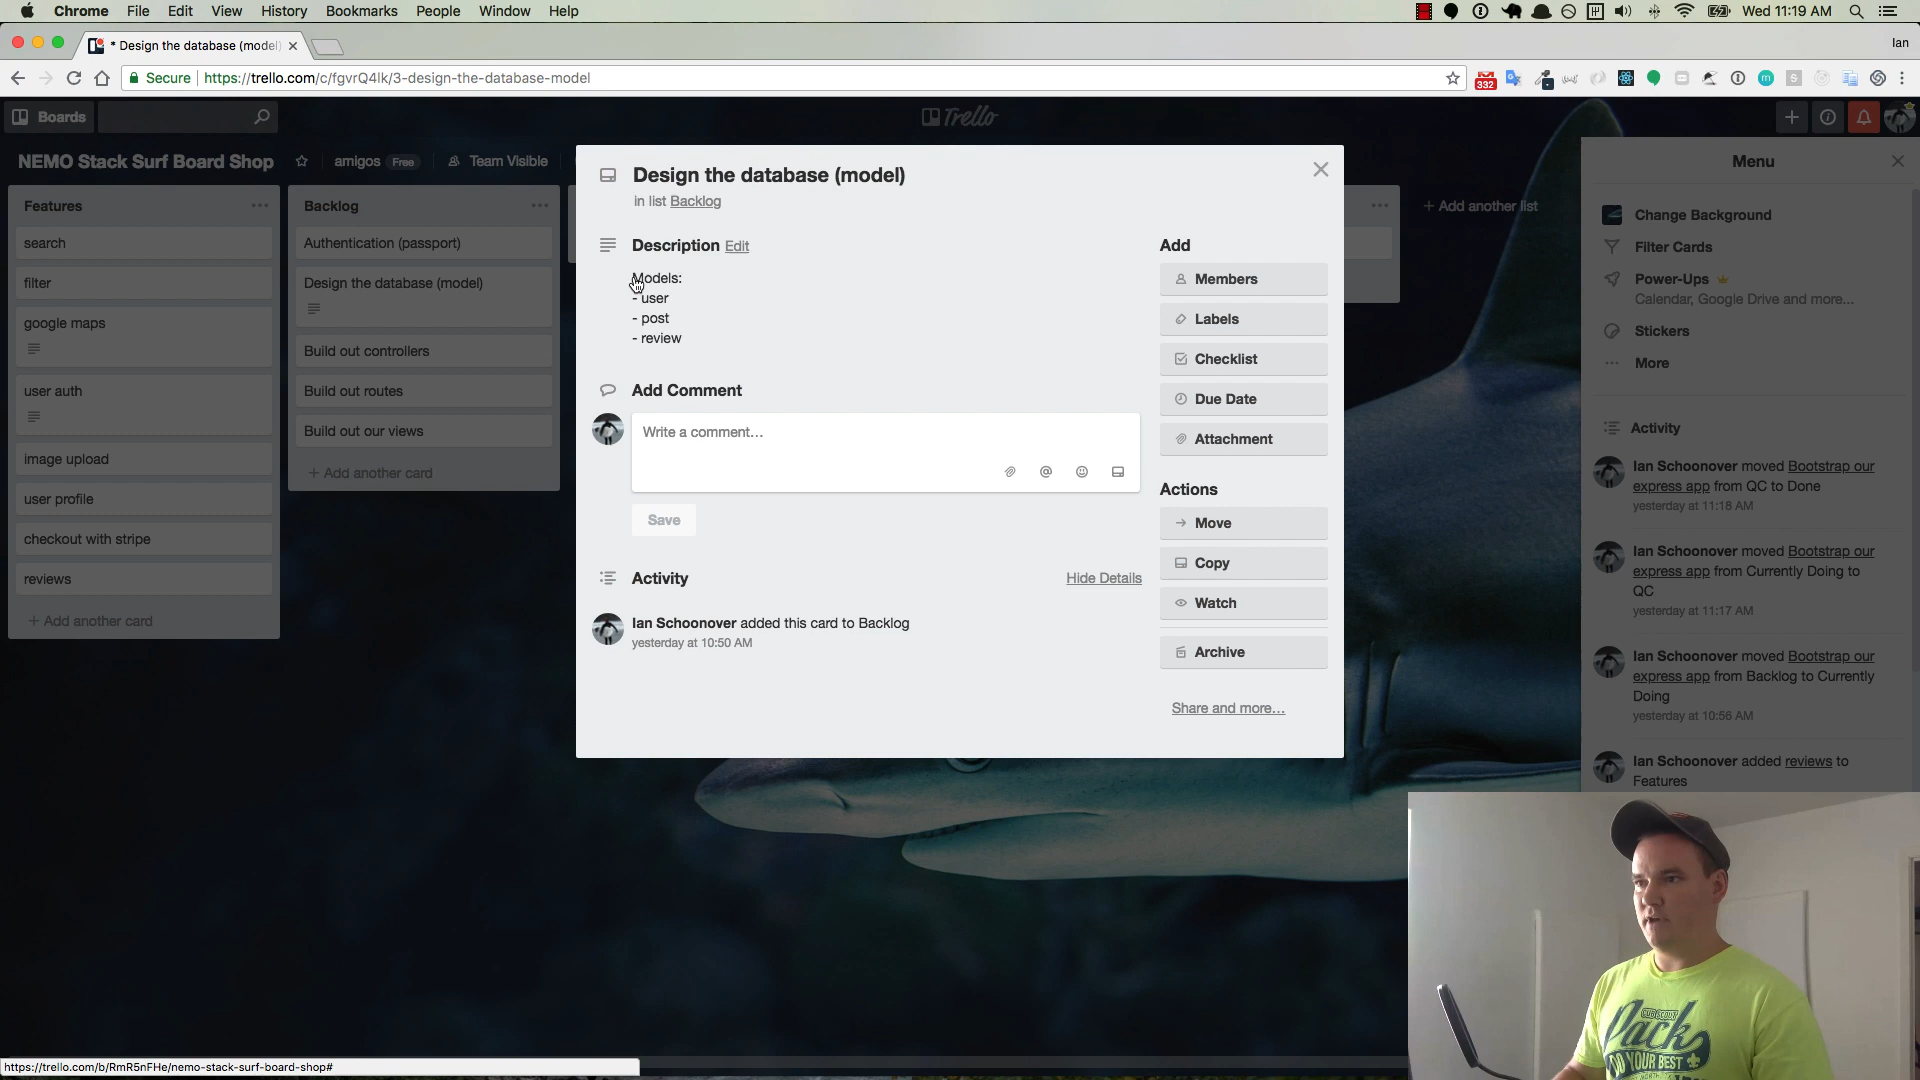 Chrome File Edit View History Bookmarks People Window Help
Wed 11:19 AM
* Design the database (model)
Ian
Secure https://trello.com/c/fgvrQ4lk/3-design-the-database-model
332
Boards
Trello
NEMO Stack Surf Board Shop
amigos Free
Team Visible
Features
search
filter
google maps
user auth
image upload
user profile
checkout with stripe
reviews
+ Add another card
Backlog
Authentication (passport)
Design the database (model)
Build out controllers
Build out routes
Build out our views
+ Add another card
Design the database (model)
in list Backlog
Description Edit
Models:
- user
- post
- review
Add Comment
Write a comment…
Save
Activity
Hide Details
Ian Schoonover added this card to Backlog
yesterday at 10:50 AM
Add
Members
Labels
Checklist
Due Date
Attachment
Actions
Move
Copy
Watch
Archive
Share and more…
+ Add another list
Menu
Change Background
Filter Cards
Power-Ups
Calendar, Google Drive and more…
Stickers
More
Activity
Ian Schoonover moved Bootstrap our
express app from QC to Done
yesterday at 11:18 AM
Ian Schoonover moved Bootstrap our
express app from Currently Doing to
QC
yesterday at 11:17 AM
Ian Schoonover moved Bootstrap our
express app from Backlog to Currently
Doing
yesterday at 10:56 AM
Ian Schoonover added reviews to
Features
CUB SCOUT
Pack
DO YOUR BEST
https://trello.com/b/RmR5nFHe/nemo-stack-surf-board-shop#